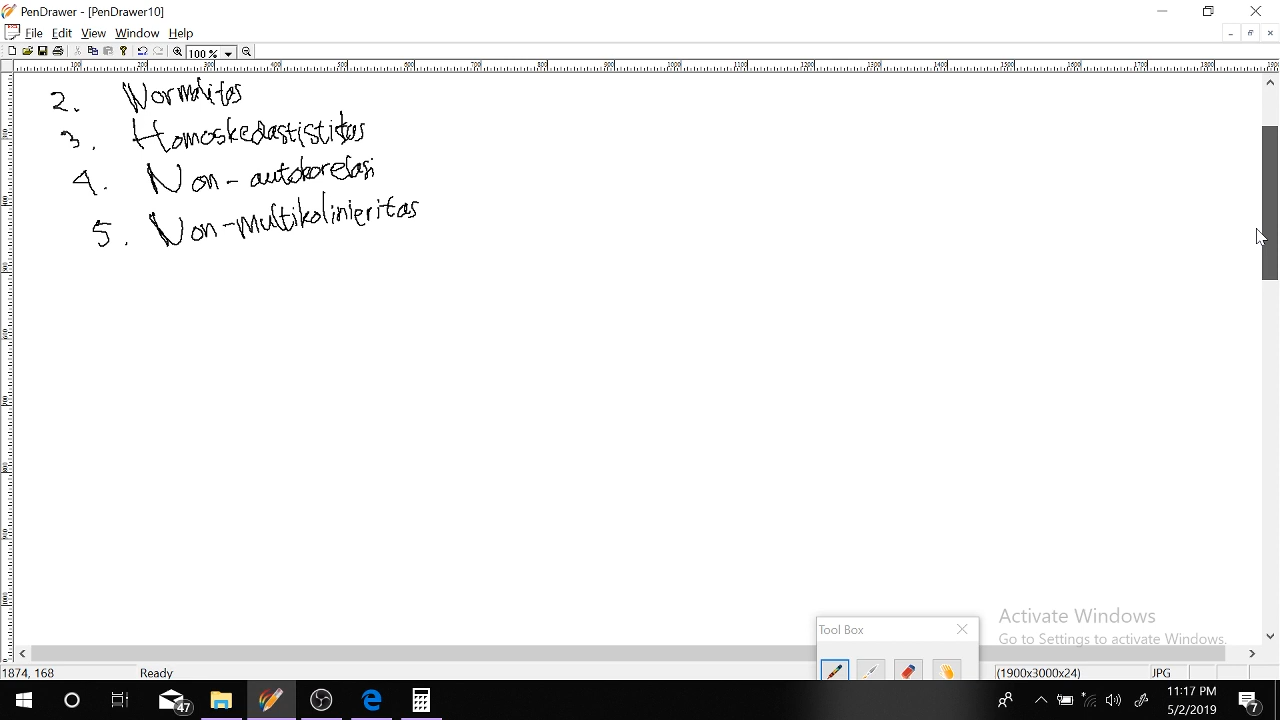 PenDrawer - [PenDrawer10]
File Edit View Window Help
100 %
2. Normalitas
3. Homoskedastistitas
4. Non-autokorelasi
5. Non-multikolinieritas
Activate Windows
Go to Settings to activate Windows.
Tool Box
1874, 168 Ready (1900x3000x24) JPG
47
11:17 PM
5/2/2019
7